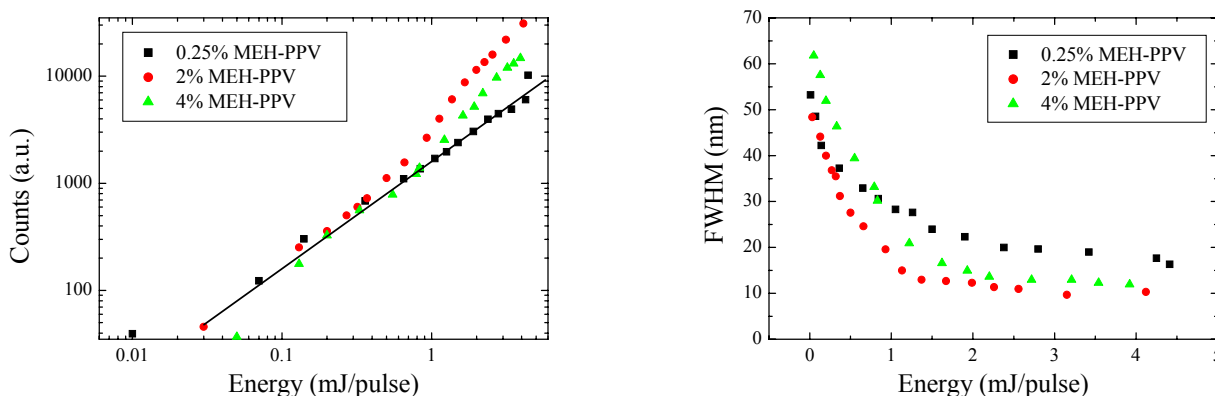 0.25% MEH-PPV
2% MEH-PPV
4% MEH-PPV
Counts (a.u.)
10000
1000
100
0.01
0.1
1
Energy (mJ/pulse)
70
60
50
40
30
20
10
0
FWHM (nm)
0.25% MEH-PPV
2% MEH-PPV
4% MEH-PPV
0
1
2
3
4
5
Energy (mJ/pulse)